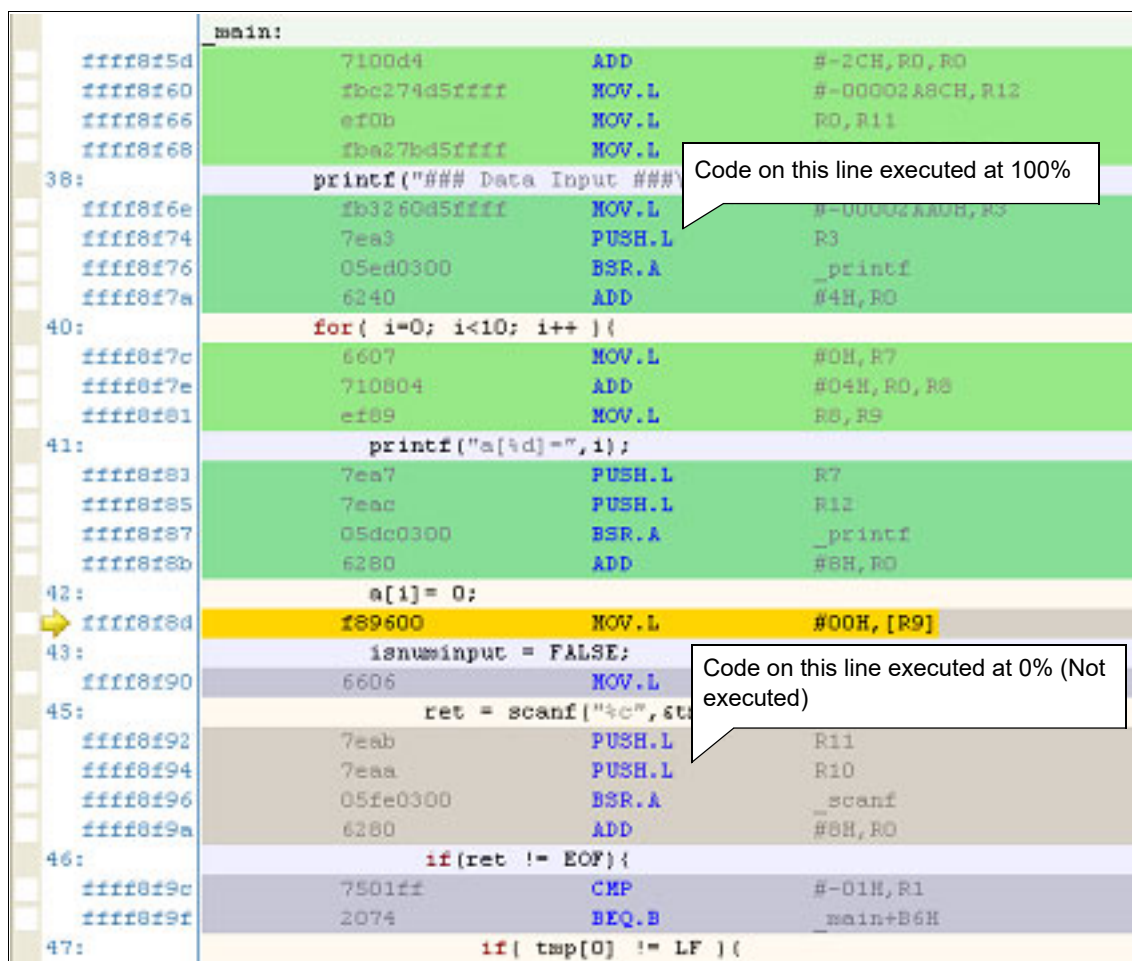 _main:
ffff8f5d 7100d4 ADD #-2CH,R0,R0
ffff8f60 fbc274d5ffff MOV.L #-00002A8CH,R12
ffff8f66 ef0b MOV.L R0,R11
ffff8f68 fba27bd5ffff MOV.L
Code on this line executed at 100%
38: printf("### Data Input ###\
ffff8f6e fb3260d5ffff MOV.L #-00002AA0H,R3
ffff8f74 7ea3 PUSH.L R3
ffff8f76 05ed0300 BSR.A _printf
ffff8f7a 6240 ADD #4H,R0
40: for( i=0; i<10; i++ ){
ffff8f7c 6607 MOV.L #0H,R7
ffff8f7e 710804 ADD #04H,R0,R8
ffff8f81 ef89 MOV.L R8,R9
41: printf("a[%d]=",i);
ffff8f83 7ea7 PUSH.L R7
ffff8f85 7eac PUSH.L R12
ffff8f87 05dc0300 BSR.A _printf
ffff8f8b 6280 ADD #8H,R0
42: a[i]= 0;
ffff8f8d f89600 MOV.L #00H,[R9]
43: isnuminput = FALSE;
ffff8f90 6606 MOV.L
Code on this line executed at 0% (Not
executed)
45: ret = scanf("%c",&t
ffff8f92 7eab PUSH.L R11
ffff8f94 7eaa PUSH.L R10
ffff8f96 05fe0300 BSR.A _scanf
ffff8f9a 6280 ADD #8H,R0
46: if(ret != EOF){
ffff8f9c 7501ff CMP #-01H,R1
ffff8f9f 2074 BEQ.B _main+B6H
47: if( tmp[0] != LF ){